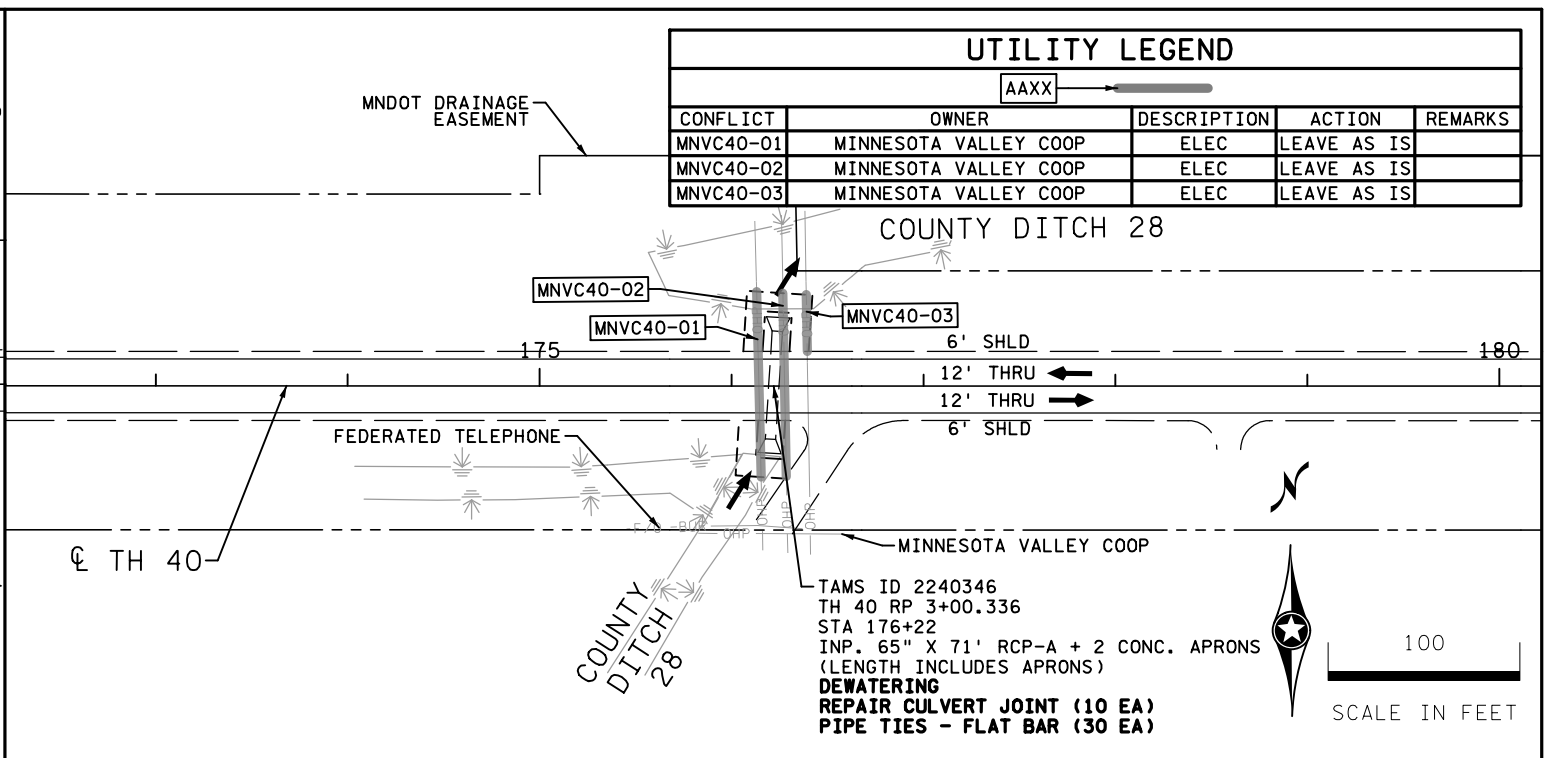 UTILITY LEGEND
AAXX
CONFLICT OWNER DESCRIPTION ACTION REMARKS
MNVC40-01 MINNESOTA VALLEY COOP ELEC LEAVE AS IS
MNVC40-02 MINNESOTA VALLEY COOP ELEC LEAVE AS IS
MNVC40-03 MINNESOTA VALLEY COOP ELEC LEAVE AS IS
MNDOT DRAINAGE
EASEMENT
COUNTY DITCH 28
MNVC40-02
MNVC40-01
MNVC40-03
175
6' SHLD
180
12' THRU
12' THRU
6' SHLD
FEDERATED TELEPHONE
N
OHP
OHP
OHP
OHP
℄ TH 40
MINNESOTA VALLEY COOP
COUNTY
DITCH
28
TAMS ID 2240346
TH 40 RP 3+00.336
STA 176+22
INP. 65" X 71' RCP-A + 2 CONC. APRONS
(LENGTH INCLUDES APRONS)
DEWATERING
REPAIR CULVERT JOINT (10 EA)
PIPE TIES - FLAT BAR (30 EA)
100
SCALE IN FEET